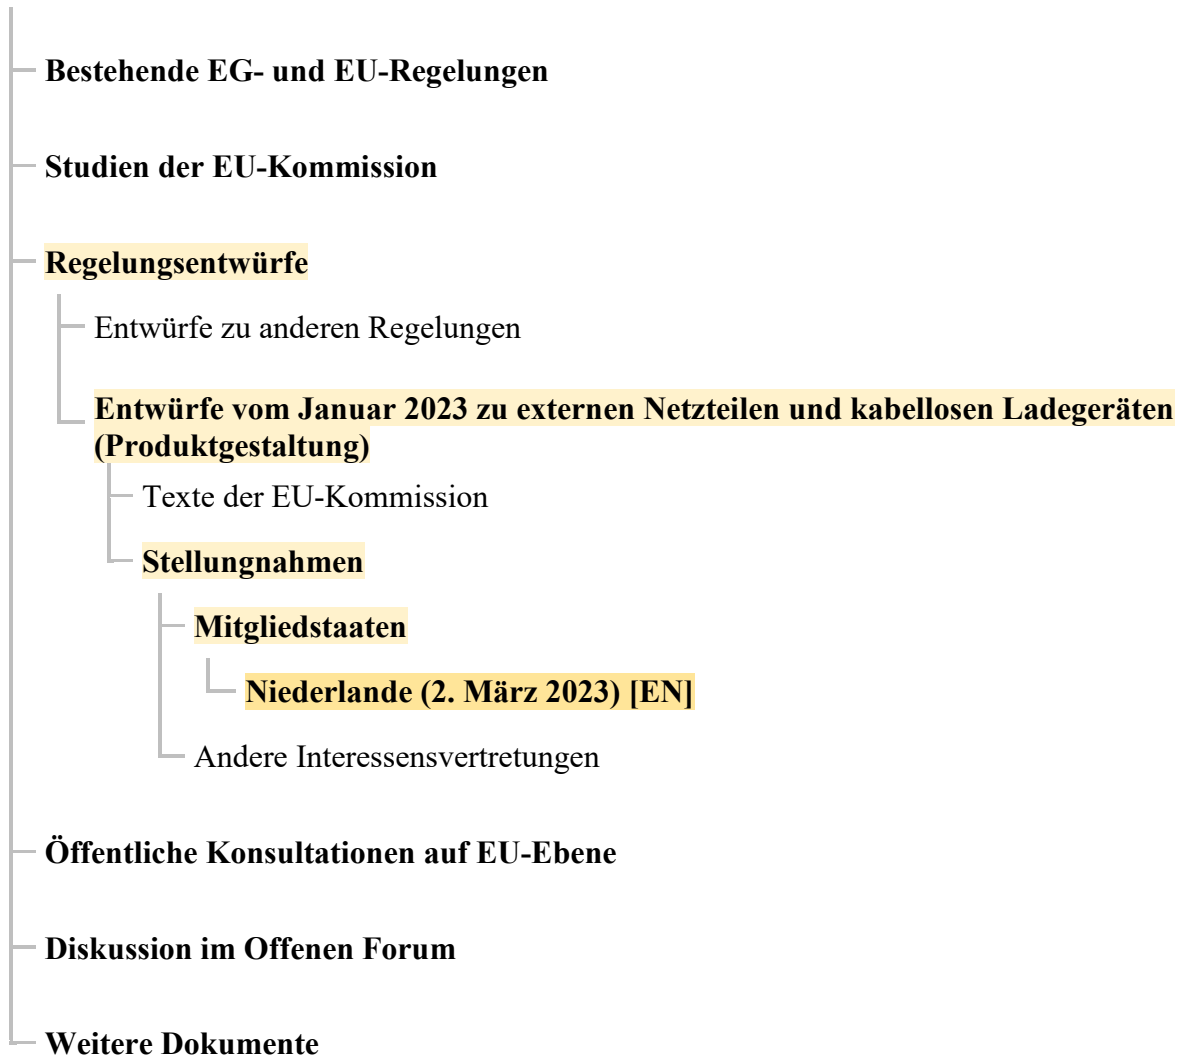 Bestehende EG- und EU-Regelungen
Studien der EU-Kommission
Regelungsentwürfe
Entwürfe zu anderen Regelungen
Entwürfe vom Januar 2023 zu externen Netzteilen und kabellosen Ladegeräten
(Produktgestaltung)
Texte der EU-Kommission
Stellungnahmen
Mitgliedstaaten
Niederlande (2. März 2023) [EN]
Andere Interessensvertretungen
Öffentliche Konsultationen auf EU-Ebene
Diskussion im Offenen Forum
Weitere Dokumente